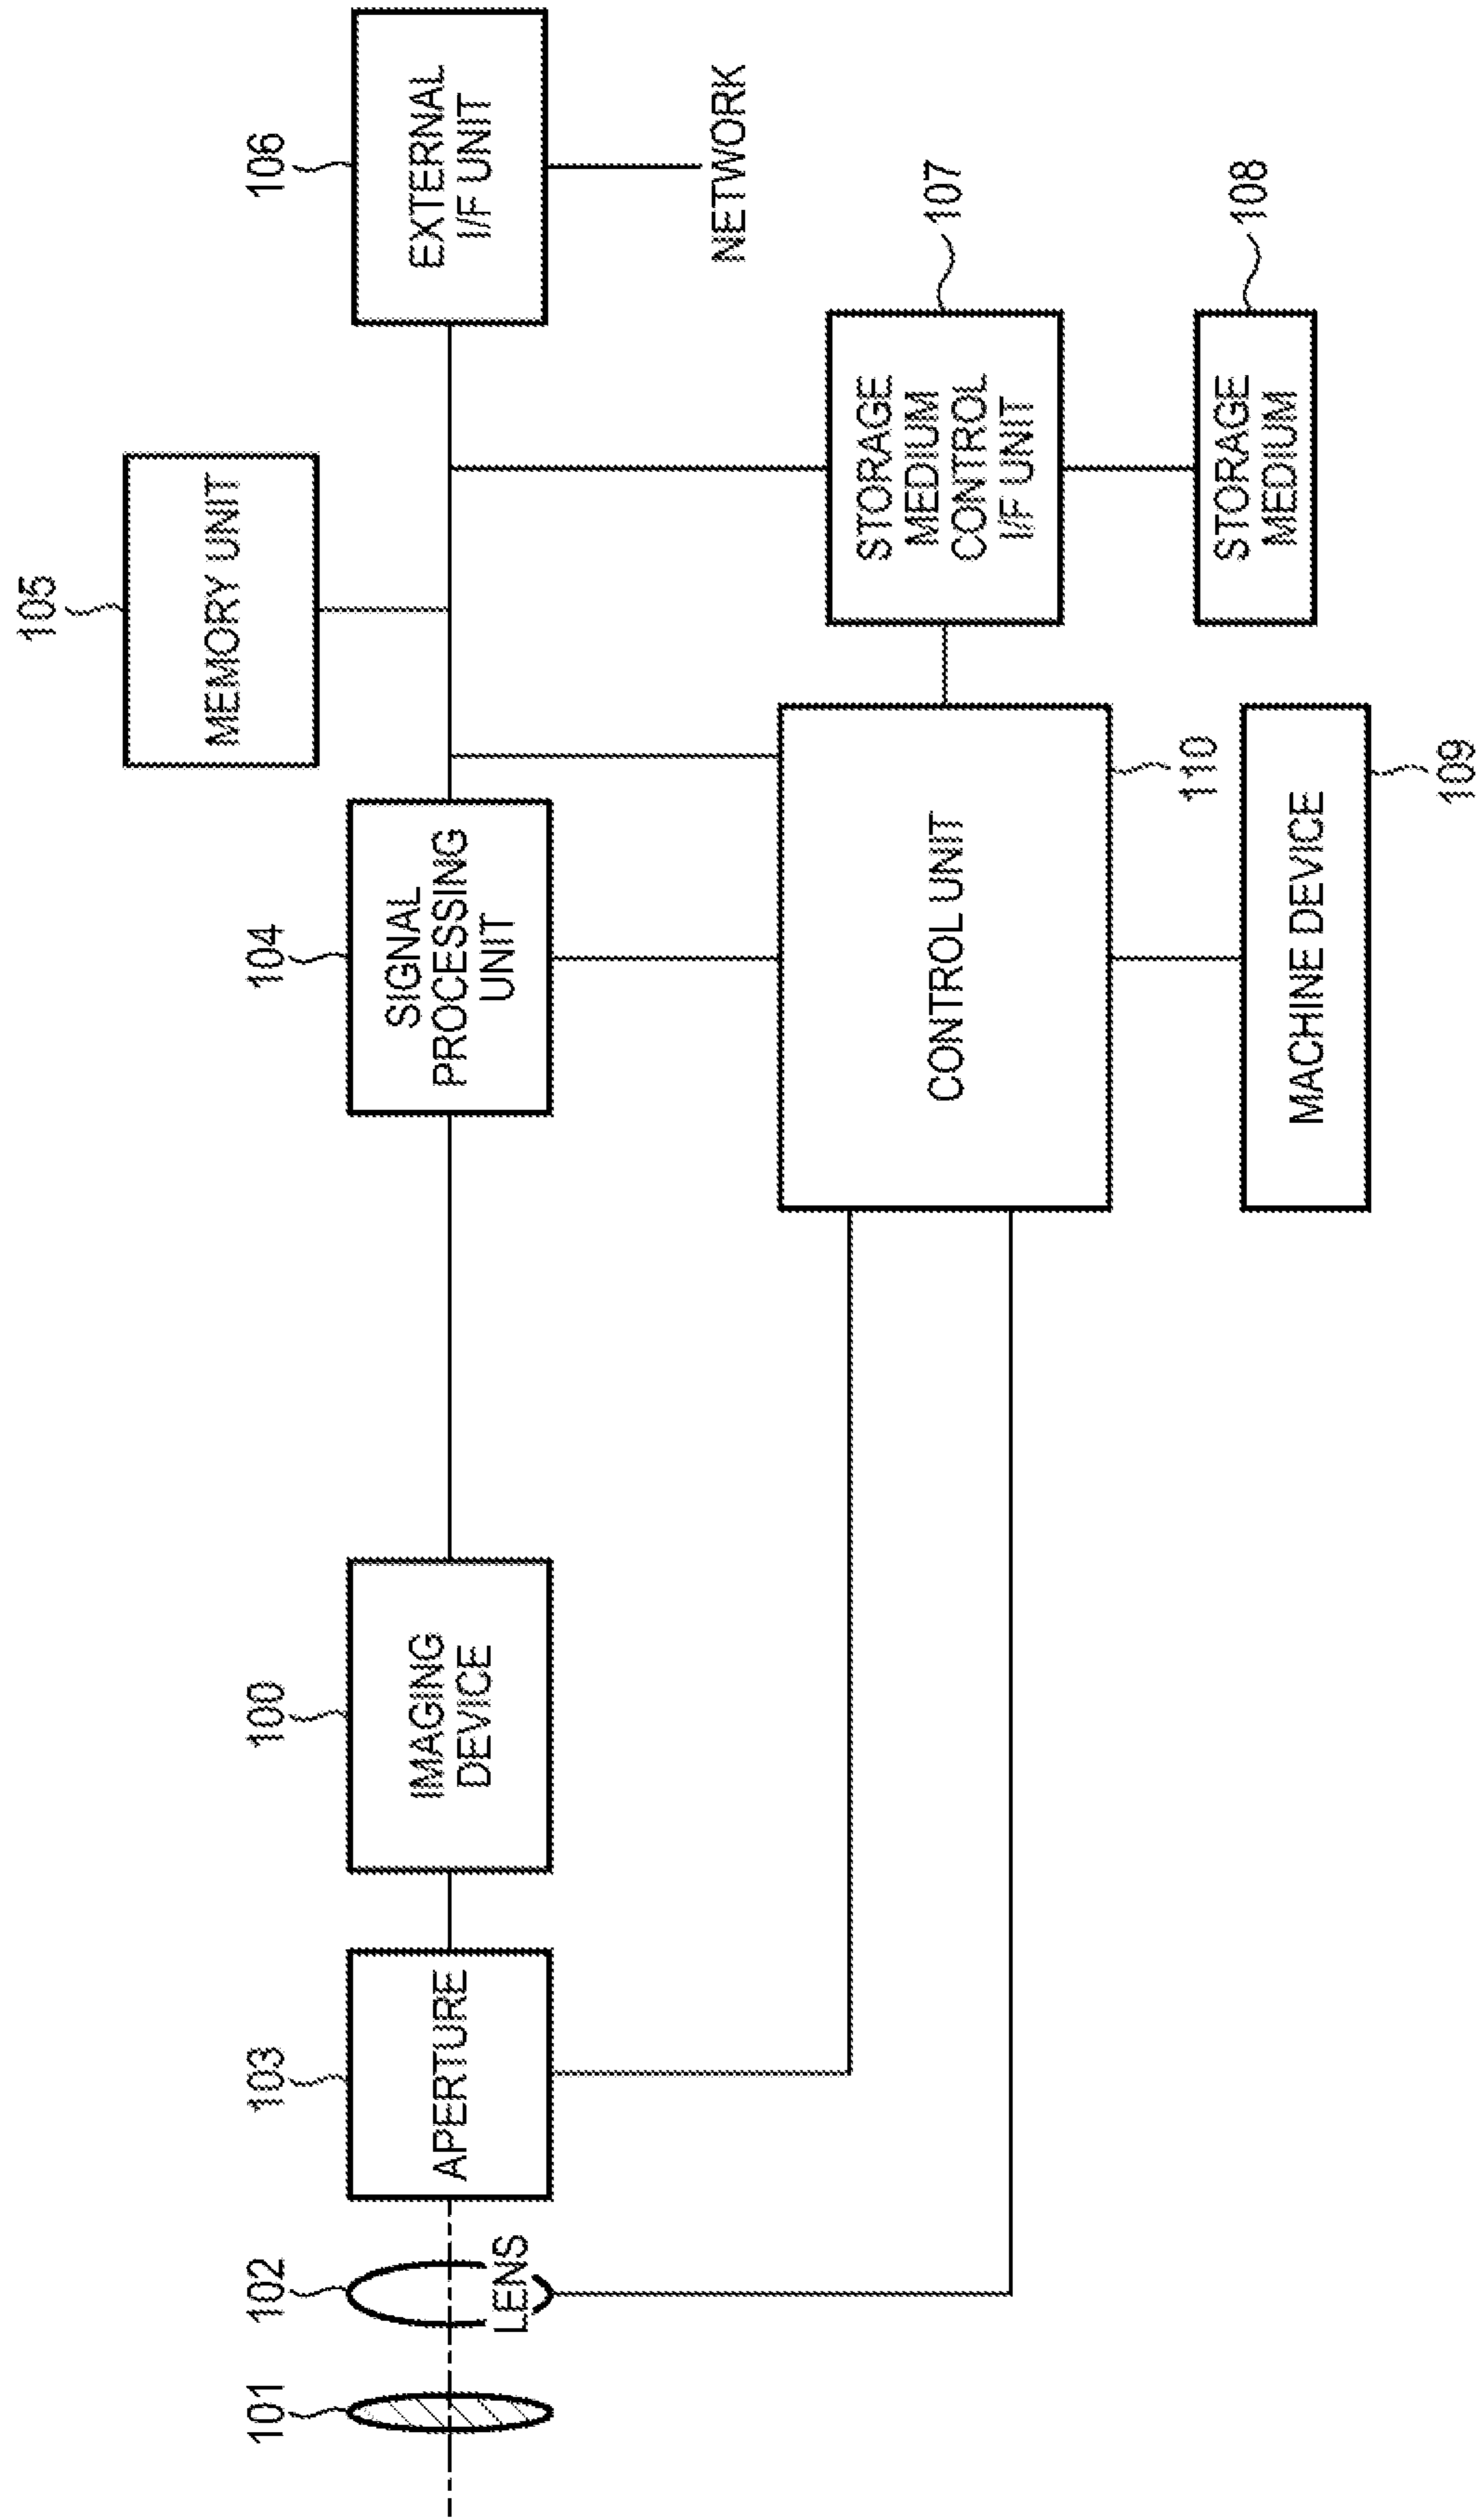 101
102
LENS
103
APERTURE
100
IMAGING
DEVICE
104
SIGNAL
PROCESSING
UNIT
105
MEMORY UNIT
106
EXTERNAL
I/F UNIT
NETWORK
CONTROL UNIT
110
STORAGE
MEDIUM
CONTROL
I/F UNIT
107
STORAGE
MEDIUM
108
MACHINE DEVICE
109